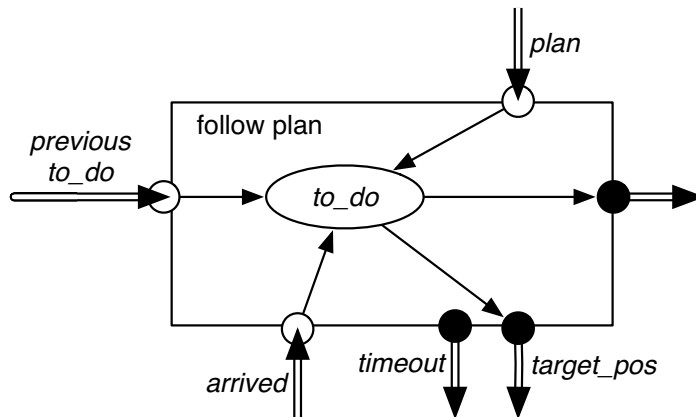 plan
follow plan
previous
to_do
to_do
timeout
target_pos
arrived